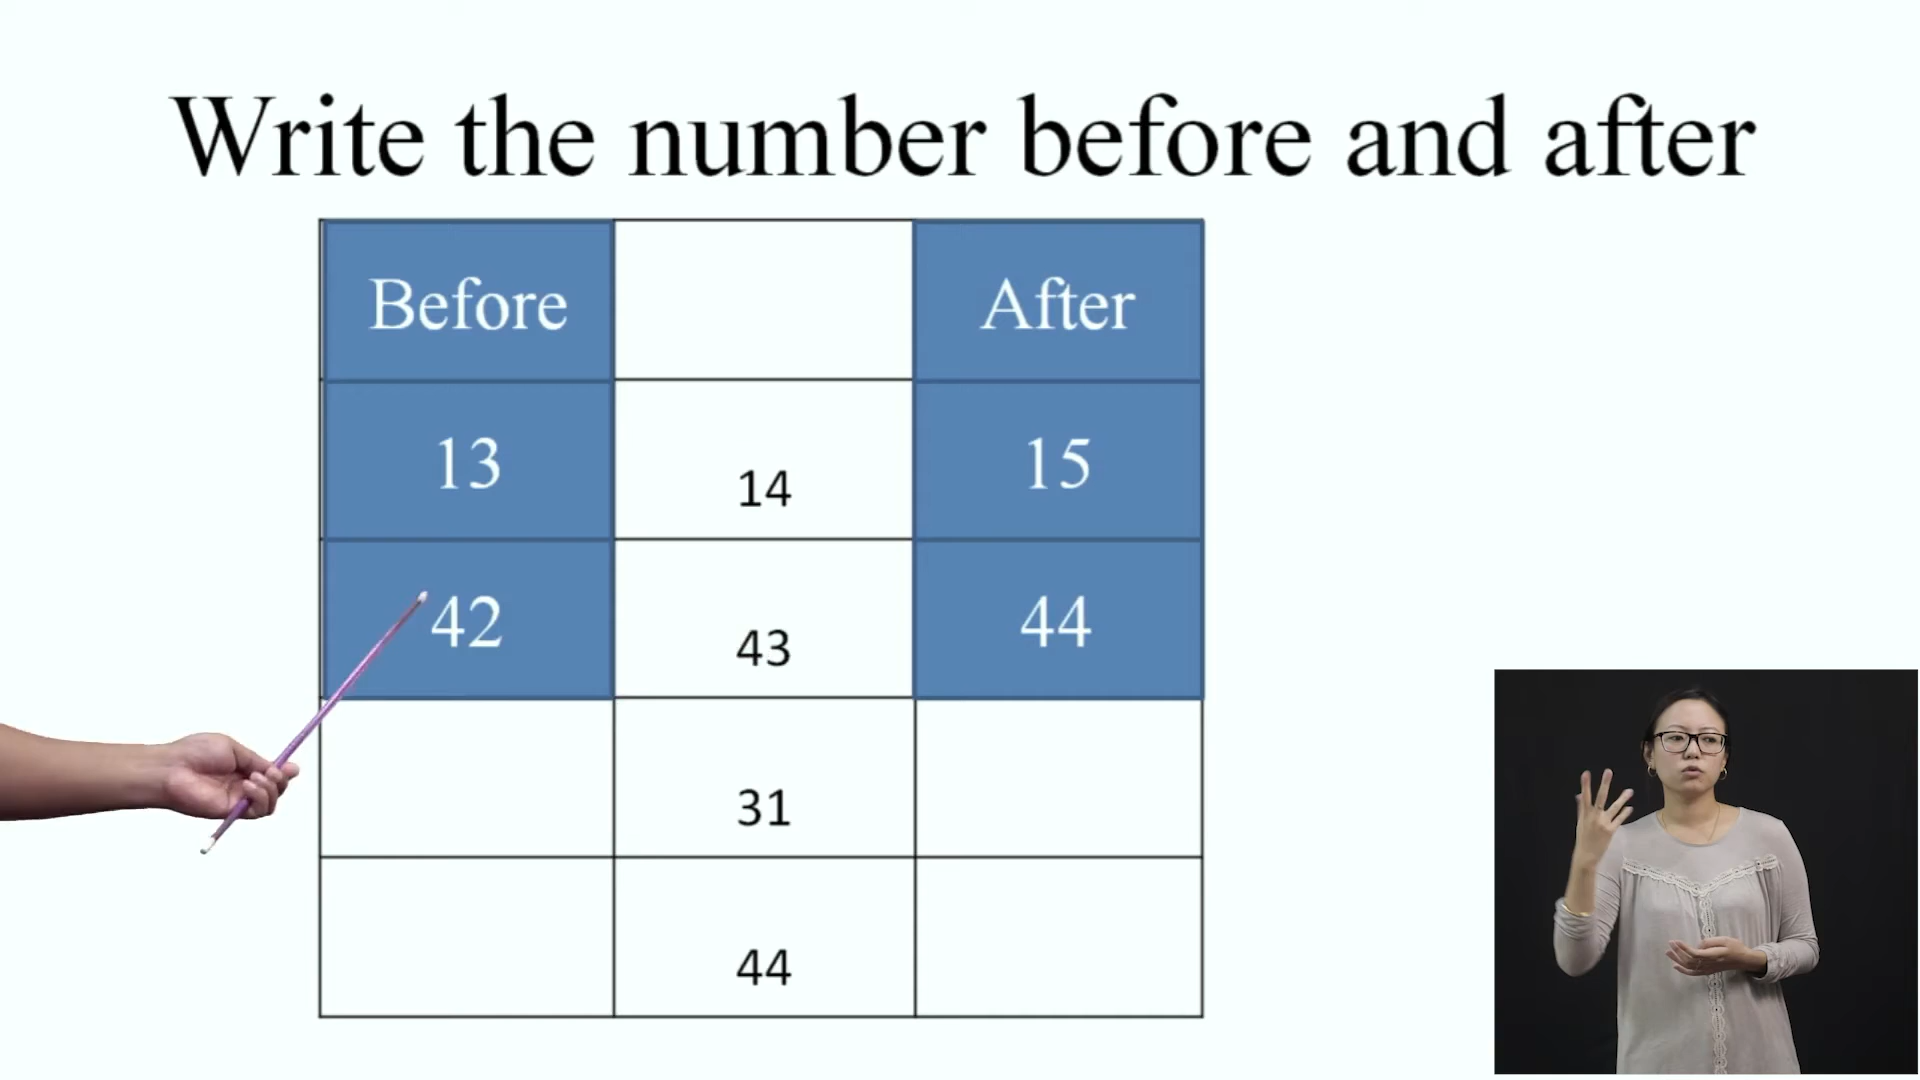 Write the number before and after
Before After
13 14 15
42 43 44
31
44